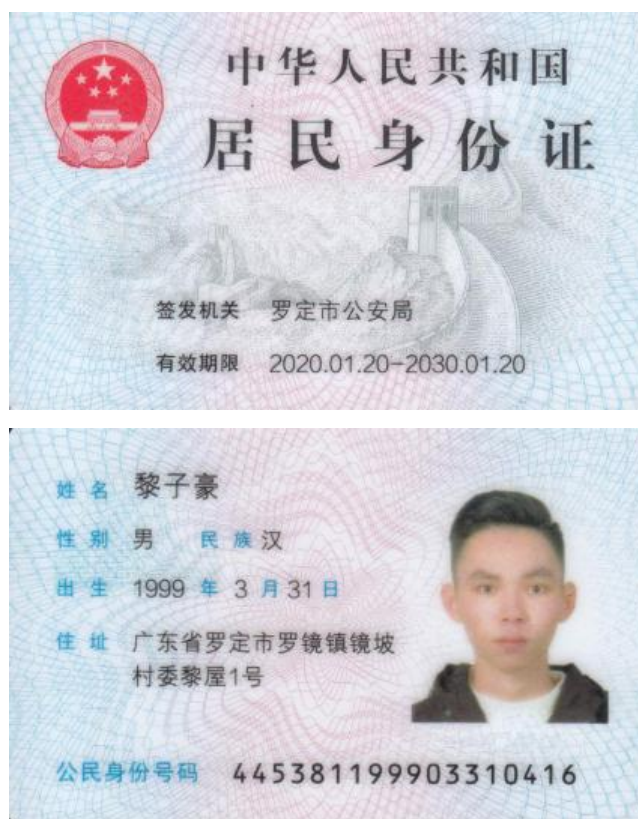 中华人民共和国
居民身份证
签发机关 罗定市公安局
有效期限 2020.01.20-2030.01.20
姓名 黎子豪
性别 男 民族 汉
出生 1999 年 3 月 31 日
住址 广东省罗定市罗镜镇镜坡
村委黎屋1号
公民身份号码 445381199903310416